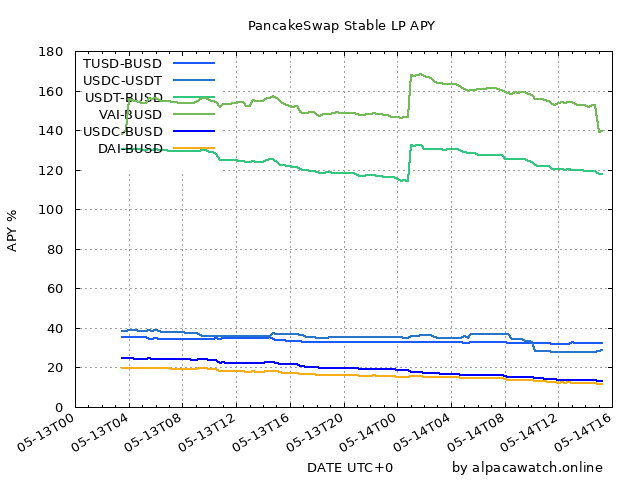 PancakeSwap Stable LP APY
180
160
140
120
100
80
60
40
20
0
APY %
TUSD-BUSD
USDC-USDT
USDT-BUSD
VAI-BUSD
USDC-BUSD
DAI-BUSD
05-13T00
05-13T04
05-13T08
05-13T12
05-13T16
05-13T20
05-14T00
05-14T04
05-14T08
05-14T12
05-14T16
DATE UTC+0
by alpacawatch.online